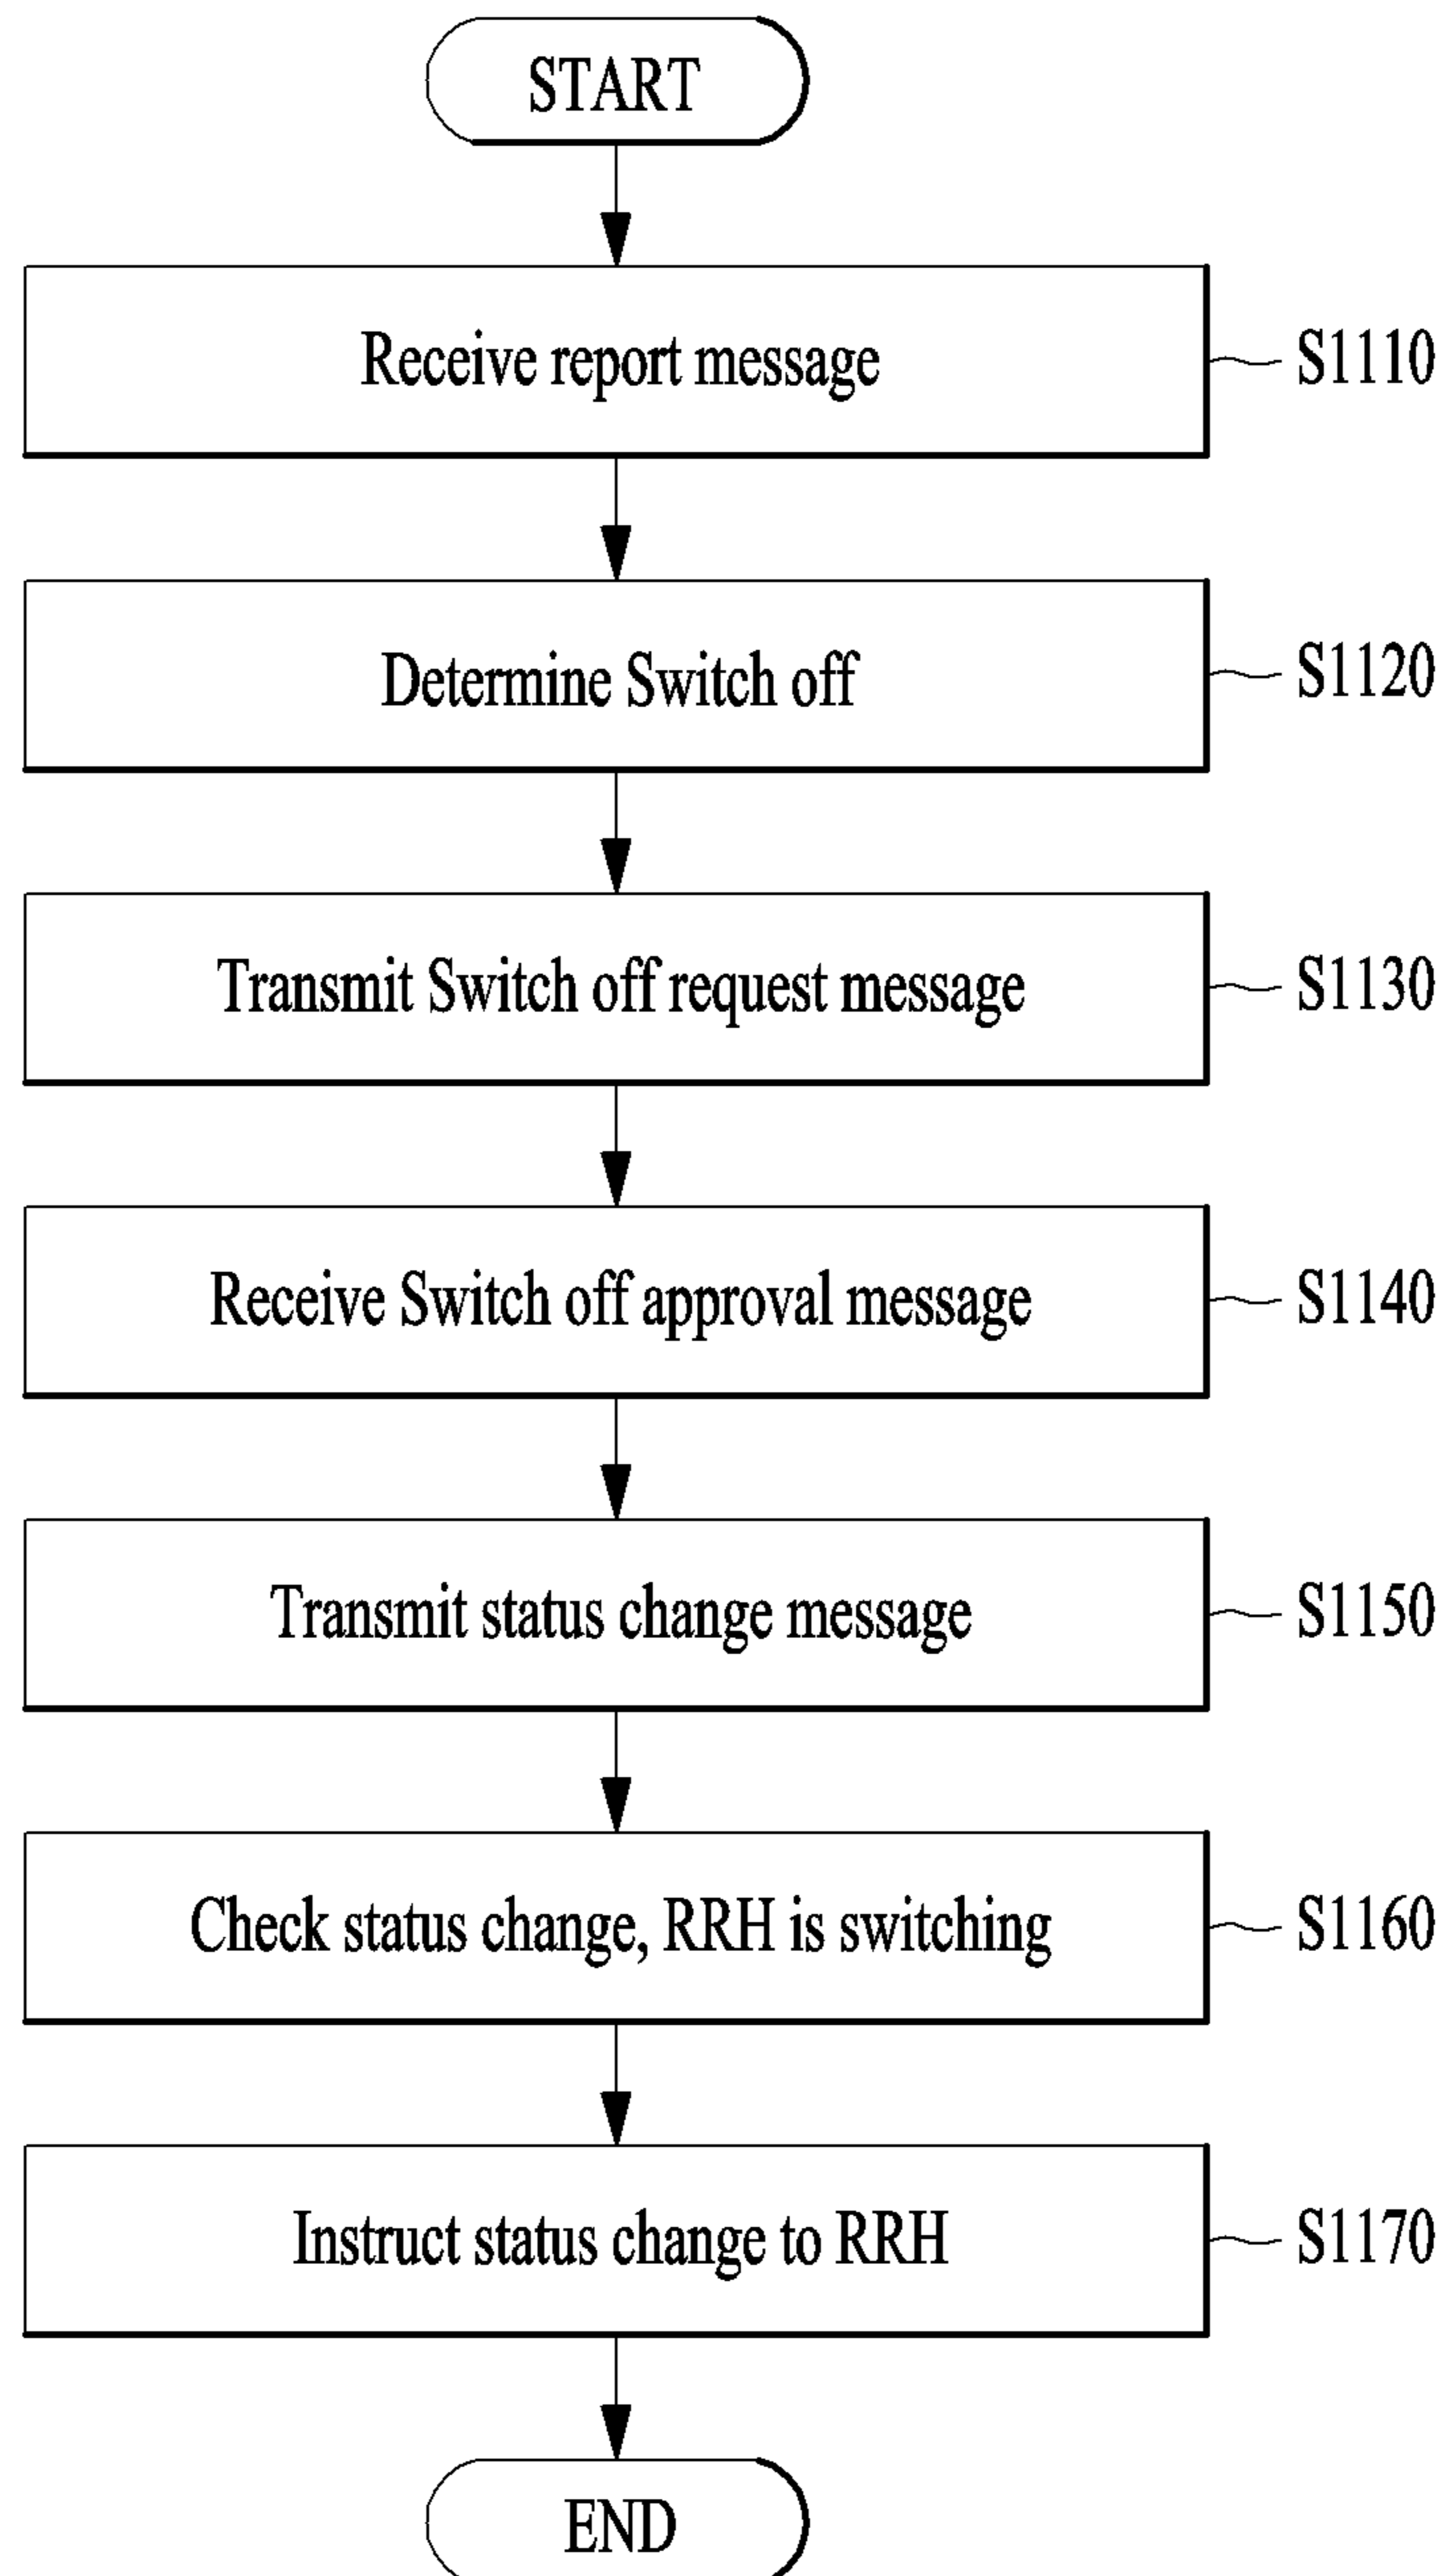 START
Receive report message
S1110
Determine Switch off
S1120
Transmit Switch off request message
S1130
Receive Switch off approval message
S1140
Transmit status change message
S1150
Check status change, RRH is switching
S1160
Instruct status change to RRH
S1170
END